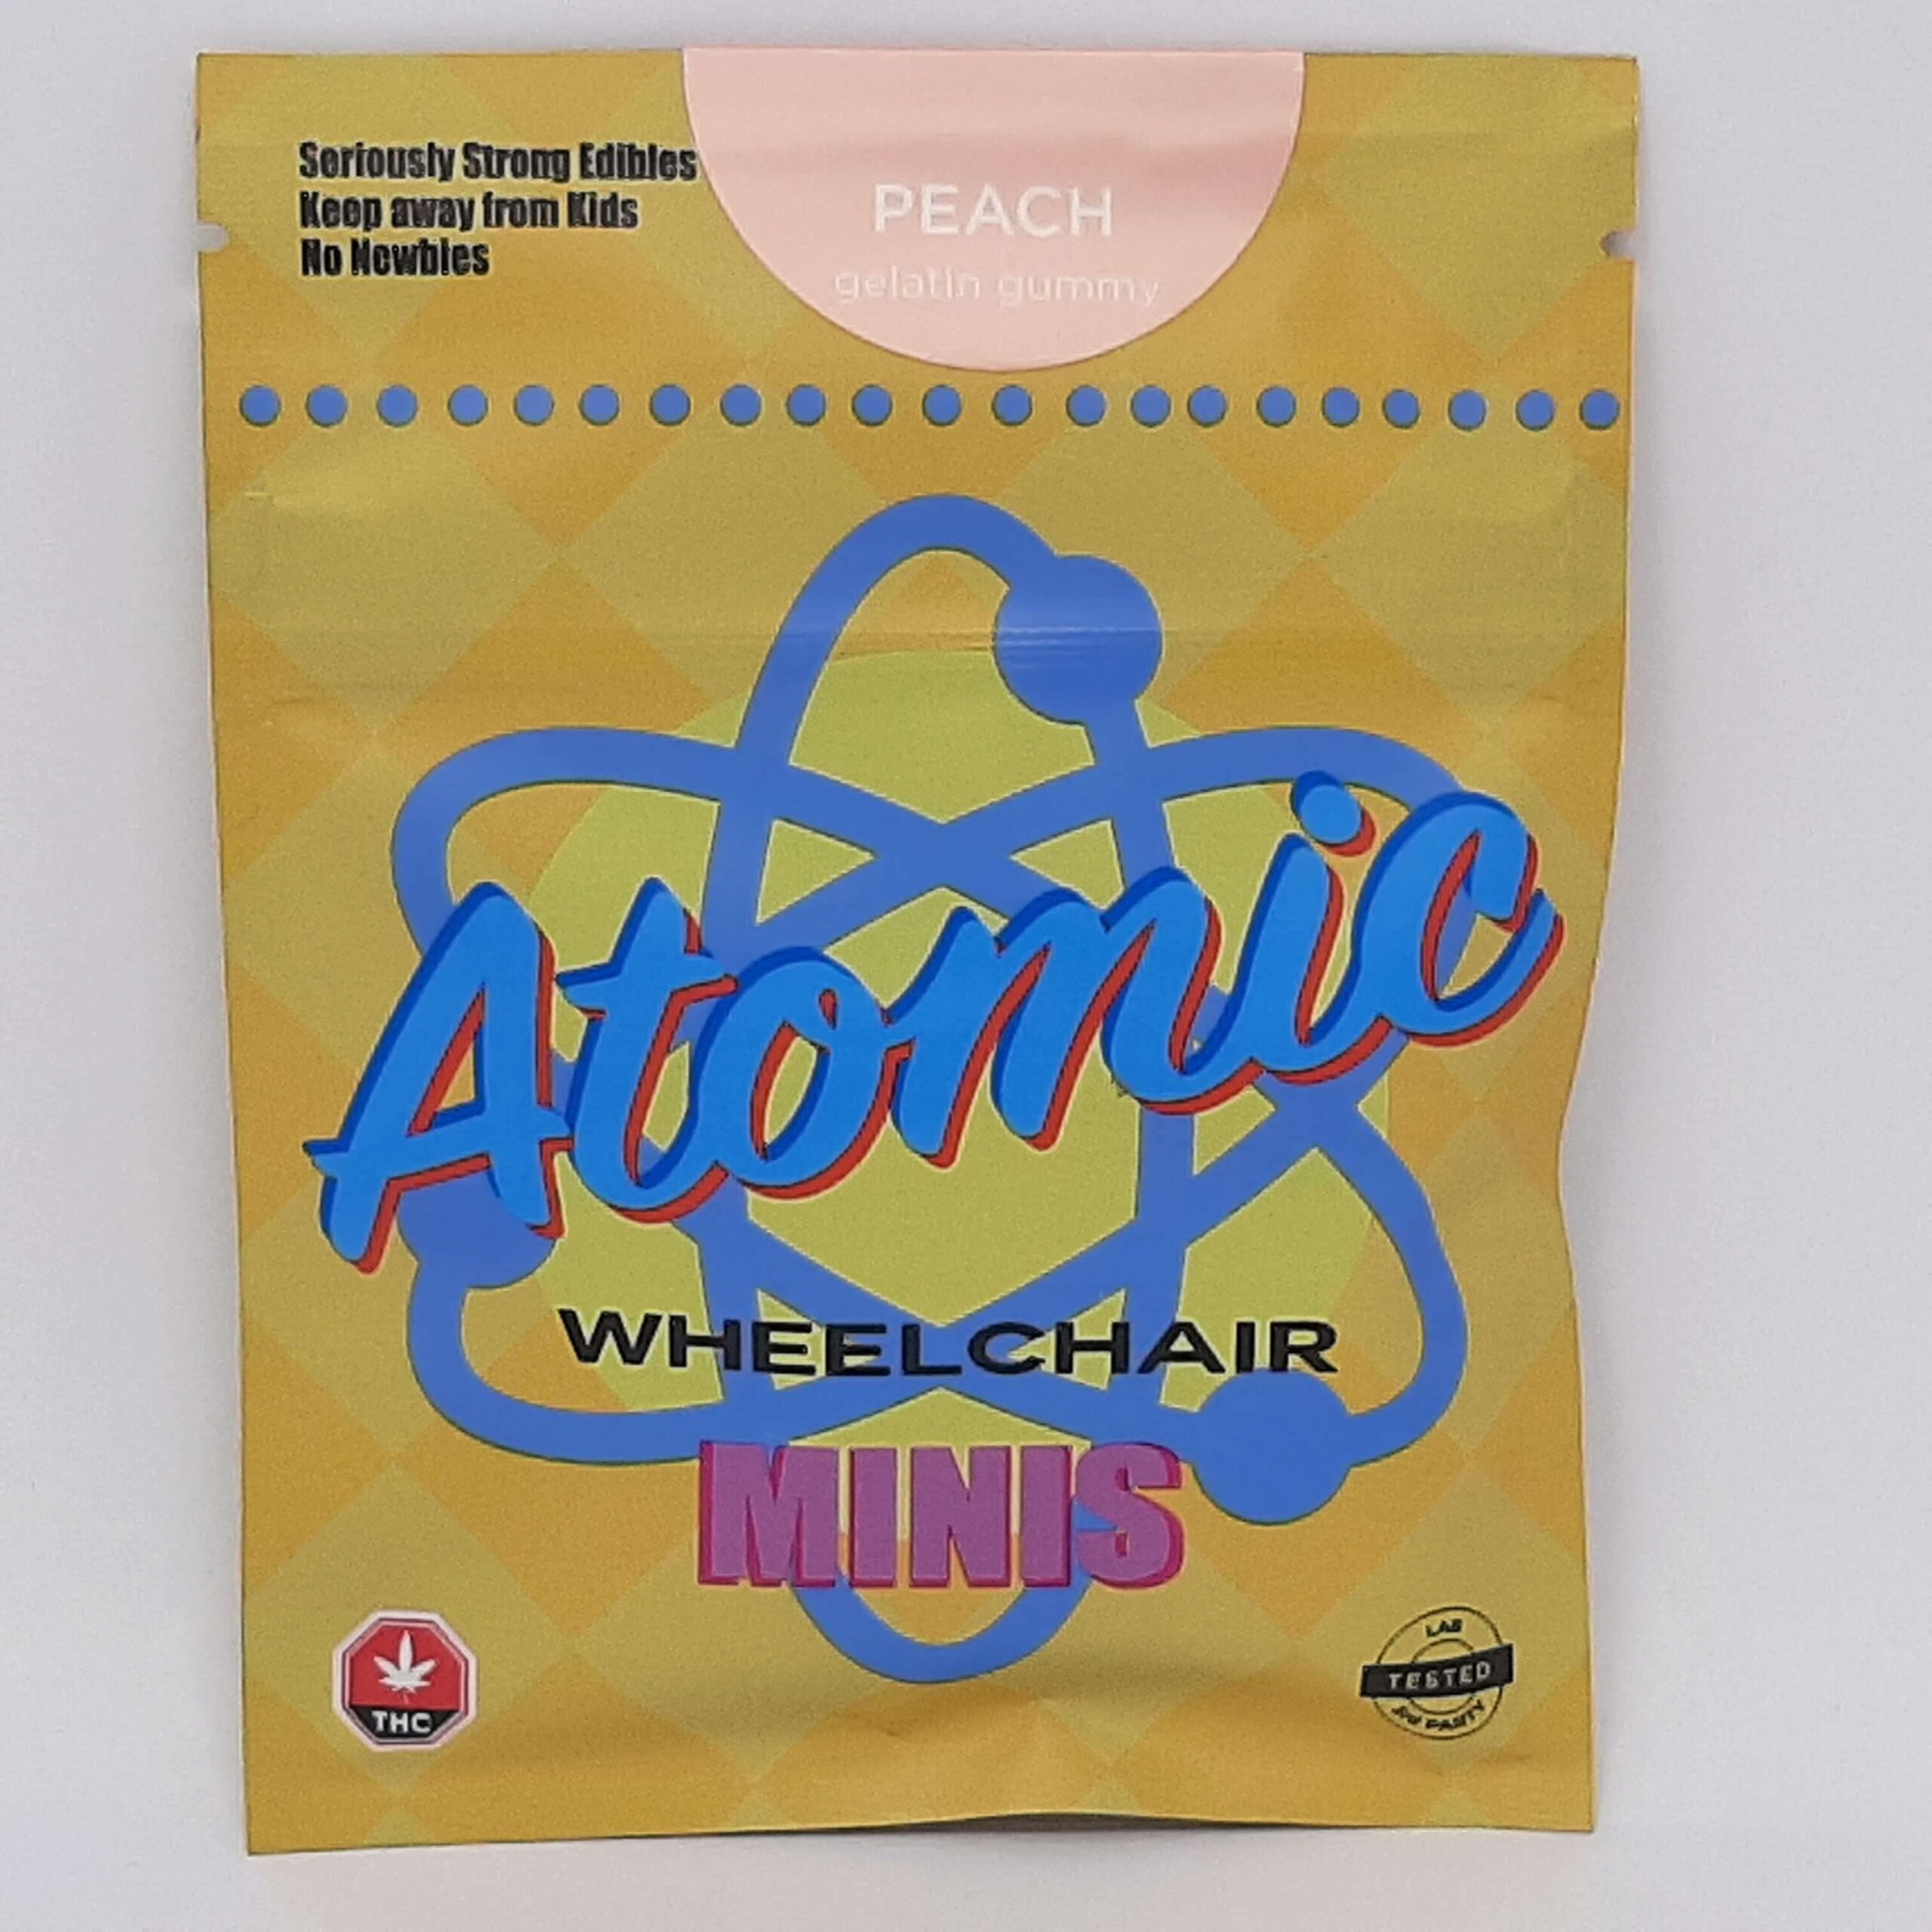 Seriously Strong Edibles
Keep away from Kids
No Newbies
PEACH
gelatin gummy
Atomic
WHEELCHAIR
MINIS
THC
LAB
TESTED
3rd PARTY